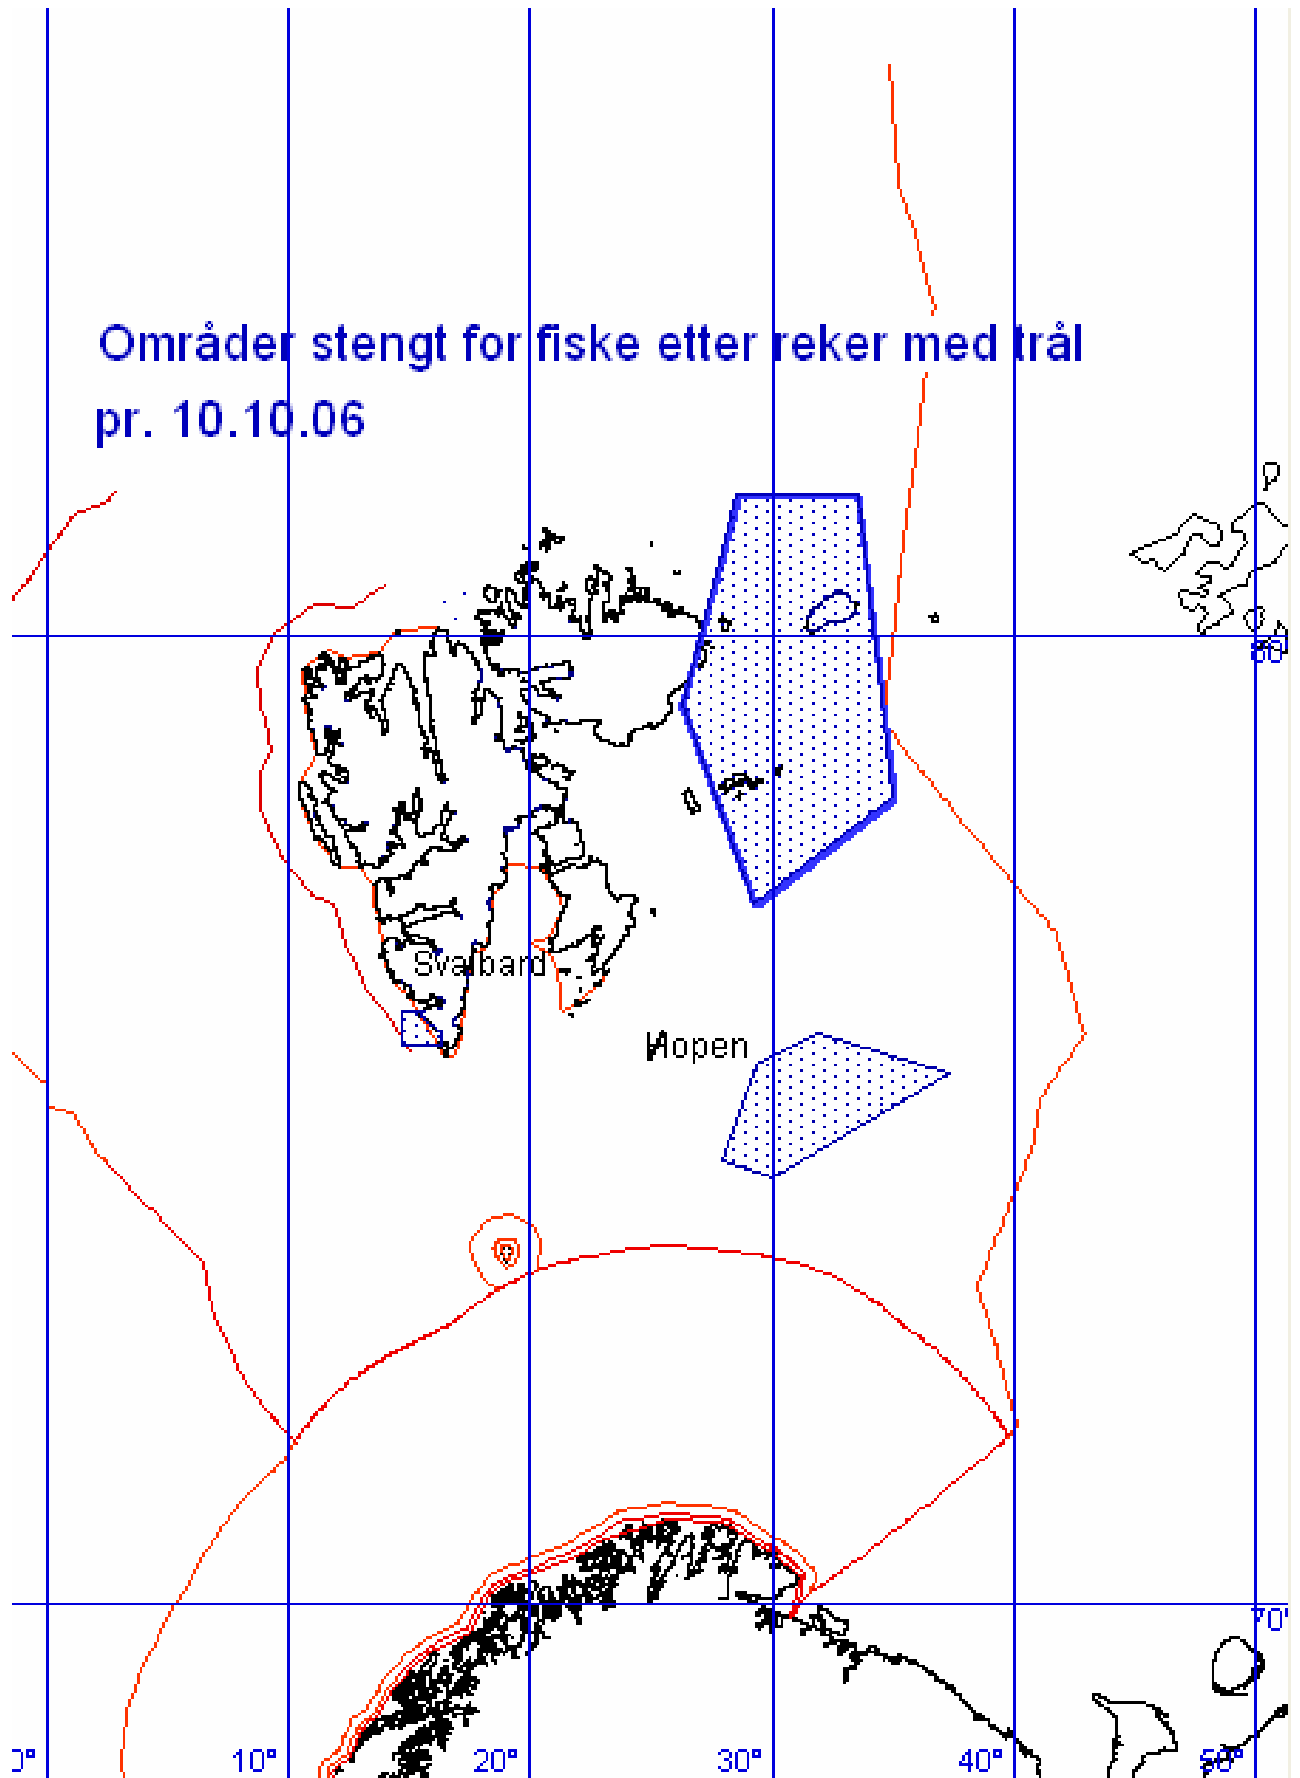 Områder stengt for fiske etter reker med trål
pr. 10.10.06
80°
Svalbard
Hopen
70°
0° 10° 20° 30° 40° 50°